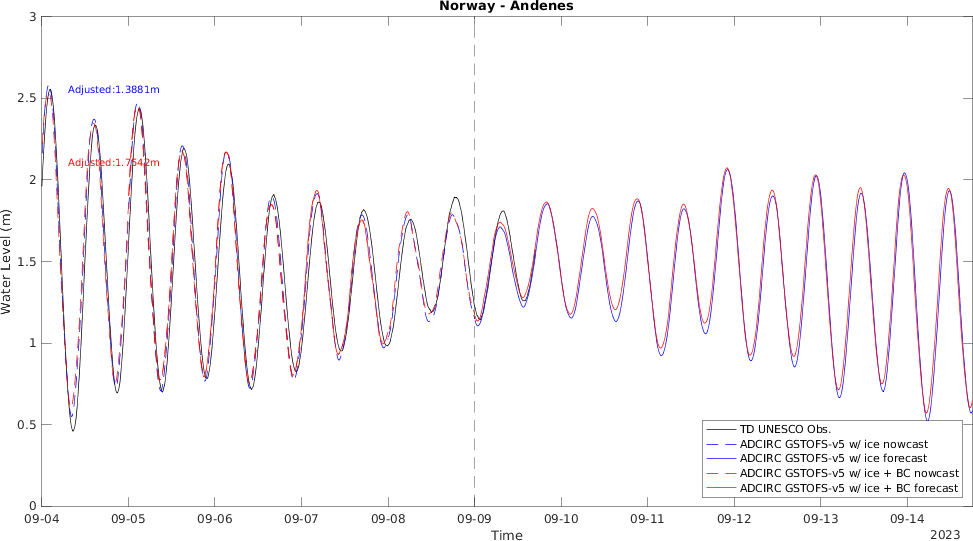 Norway - Andenes
3
2.5
2
1.5
1
0.5
0
Water Level (m)
Adjusted:1.3881m
Adjusted:1.7642m
TD UNESCO Obs.
ADCIRC GSTOFS-v5 w/ ice nowcast
ADCIRC GSTOFS-v5 w/ ice forecast
ADCIRC GSTOFS-v5 w/ ice + BC nowcast
ADCIRC GSTOFS-v5 w/ ice + BC forecast
09-04 09-05 09-06 09-07 09-08 09-09 09-10 09-11 09-12 09-13 09-14
Time
2023